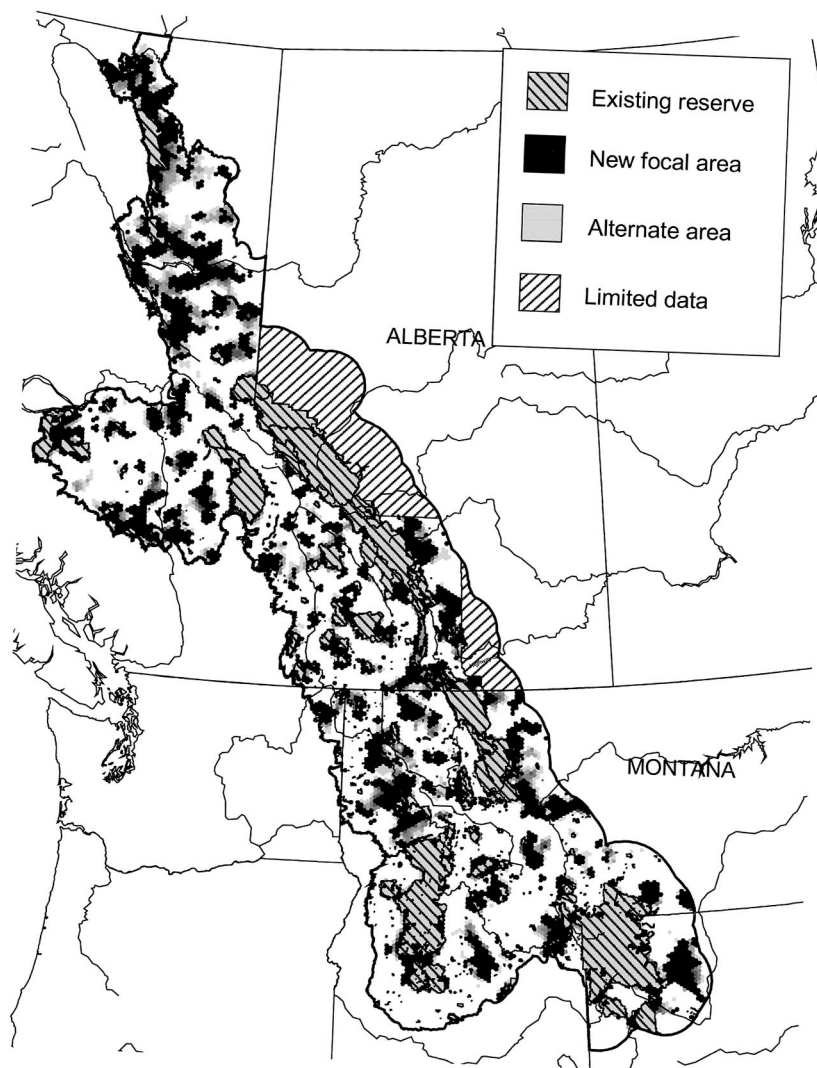 Existing reserve
New focal area
Alternate area
Limited data
ALBERTA
MONTANA